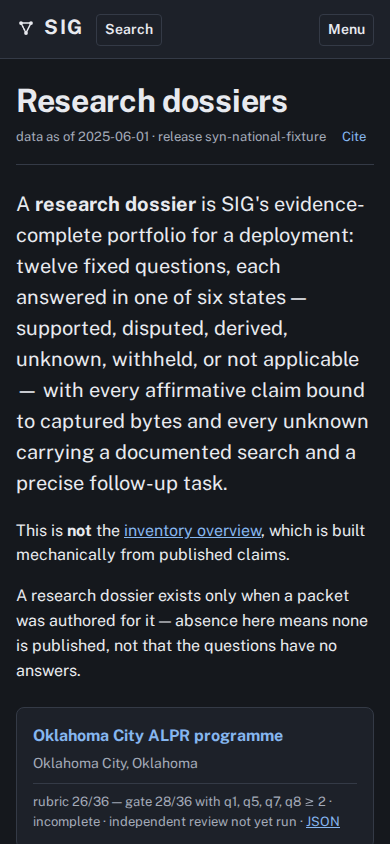 SIG
Search
Menu
Research dossiers
data as of 2025-06-01 · release syn-national-fixture
Cite
A research dossier is SIG's evidence-
complete portfolio for a deployment:
twelve fixed questions, each
answered in one of six states —
supported, disputed, derived,
unknown, withheld, or not applicable
— with every affirmative claim bound
to captured bytes and every unknown
carrying a documented search and a
precise follow-up task.
This is not the inventory overview, which is built
mechanically from published claims.
A research dossier exists only when a packet
was authored for it — absence here means none
is published, not that the questions have no
answers.
Oklahoma City ALPR programme
Oklahoma City, Oklahoma
rubric 26/36 — gate 28/36 with q1, q5, q7, q8 ≥ 2 ·
incomplete · independent review not yet run · JSON